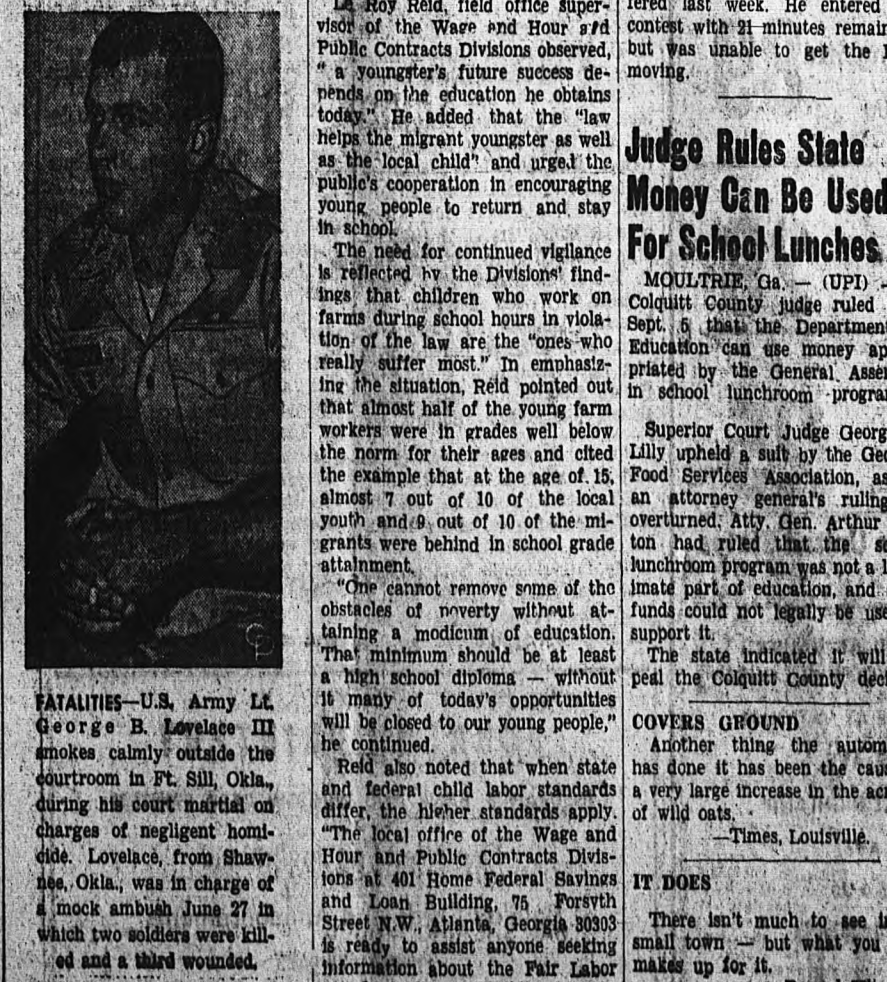 FATALITIES—U.S. Army Lt.
George B. Lovelace III
smokes calmly outside the
courtroom in Ft. Sill, Okla.,
during his court martial on
charges of negligent homi-
cide. Lovelace, from Shaw-
nee, Okla., was in charge of
a mock ambush June 27 in
which two soldiers were kill-
ed and a third wounded.
Le Roy Reid, field office super-
visor of the Wage and Hour and
Public Contracts Divisions observed,
" a youngster's future success de-
pends on the education he obtains
today." He added that the "law
helps the migrant youngster as well
as the local child" and urged the
public's cooperation in encouraging
young people to return and stay
in school.
The need for continued vigilance
is reflected by the Divisions' find-
ings that children who work on
farms during school hours in viola-
tion of the law are the "ones who
really suffer most." In emphasiz-
ing the situation, Reid pointed out
that almost half of the young farm
workers were in grades well below
the norm for their ages and cited
the example that at the age of 15,
almost 7 out of 10 of the local
youth and 9 out of 10 of the mi-
grants were behind in school grade
attainment.
"One cannot remove some of the
obstacles of poverty without at-
taining a modicum of education.
That minimum should be at least
a high school diploma — without
it many of today's opportunities
will be closed to our young people,"
he continued.
Reid also noted that when state
and federal child labor standards
differ, the higher standards apply.
"The local office of the Wage and
Hour and Public Contracts Divis-
ions at 401 Home Federal Savings
and Loan Building, 75 Forsyth
Street N.W., Atlanta, Georgia 30303
is ready to assist anyone seeking
information about the Fair Labor
fered last week. He entered
contest with 21 minutes remain
but was unable to get the
moving.
Judge Rules State
Money Can Be Used
For School Lunches
MOULTRIE, Ga. — (UPI) —
Colquitt County judge ruled
Sept. 5 that the Department
Education can use money ap
priated by the General Assem
in school lunchroom program
Superior Court Judge Georg
Lilly upheld a suit by the Geo
Food Services Association, as
an attorney general's ruling
overturned. Atty. Gen. Arthur
ton had ruled that the sc
lunchroom program was not a l
imate part of education, and
funds could not legally be use
support it.
The state indicated it will
peal the Colquitt County deci
COVERS GROUND
Another thing the autom
has done it has been the caus
a very large increase in the acr
of wild oats.
—Times, Louisville.
IT DOES
There isn't much to see in
small town — but what you
makes up for it.